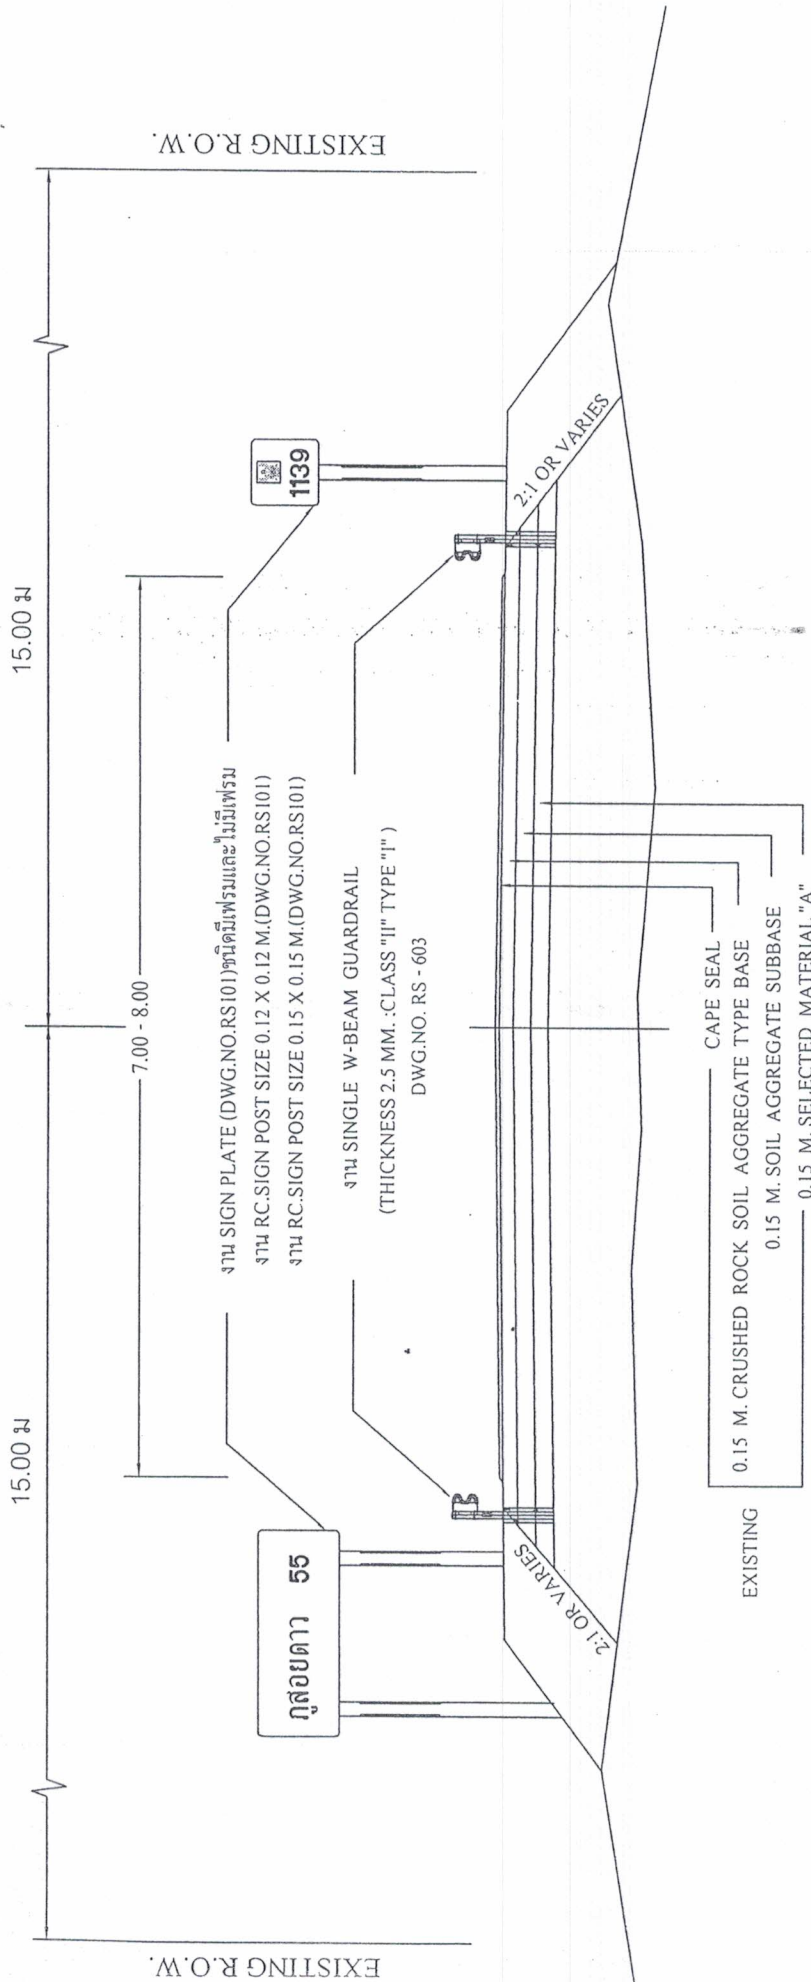 15.00 ม
15.00 ม
EXISTING R.O.W.
EXISTING R.O.W.
7.00 - 8.00
งาน SIGN PLATE (DWG.NO.RS101)ชนิดมีเฟรมและไม่มีเฟรม
งาน RC.SIGN POST SIZE 0.12 X 0.12 M.(DWG.NO.RS101)
งาน RC.SIGN POST SIZE 0.15 X 0.15 M.(DWG.NO.RS101)
ภูสอยดาว 55
1139
งาน SINGLE W-BEAM GUARDRAIL
(THICKNESS 2.5 MM. :CLASS "II" TYPE "I" )
DWG.NO. RS - 603
2:1 OR VARIES
2:1 OR VARIES
EXISTING
CAPE SEAL
0.15 M. CRUSHED ROCK SOIL AGGREGATE TYPE BASE
0.15 M. SOIL AGGREGATE SUBBASE
0.15 M. SELECTED MATERIAL "A"